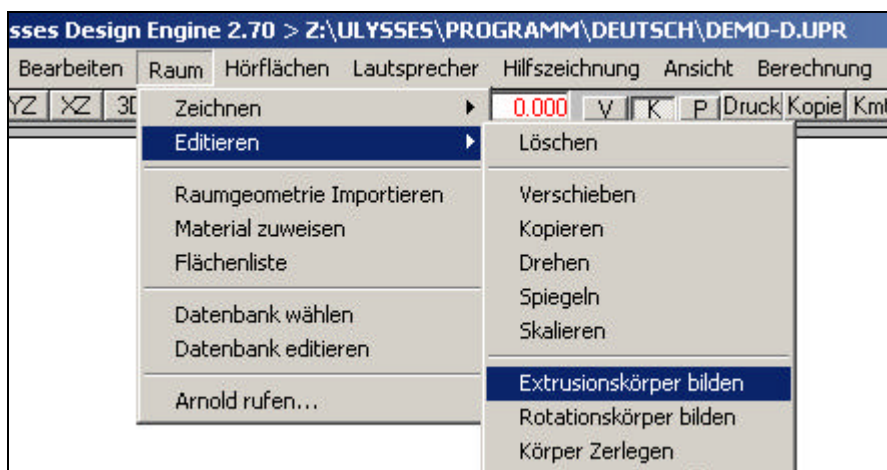 sses Design Engine 2.70 > Z:\ULYSSES\PROGRAMM\DEUTSCH\DEMO-D.UPR
Bearbeiten Raum Hörflächen Lautsprecher Hilfszeichnung Ansicht Berechnung
YZ XZ 3D 0.000 V K P Druck Kopie Kmt
Zeichnen
Editieren
Raumgeometrie Importieren
Material zuweisen
Flächenliste
Datenbank wählen
Datenbank editieren
Arnold rufen...
Löschen
Verschieben
Kopieren
Drehen
Spiegeln
Skalieren
Extrusionskörper bilden
Rotationskörper bilden
Körper Zerlegen